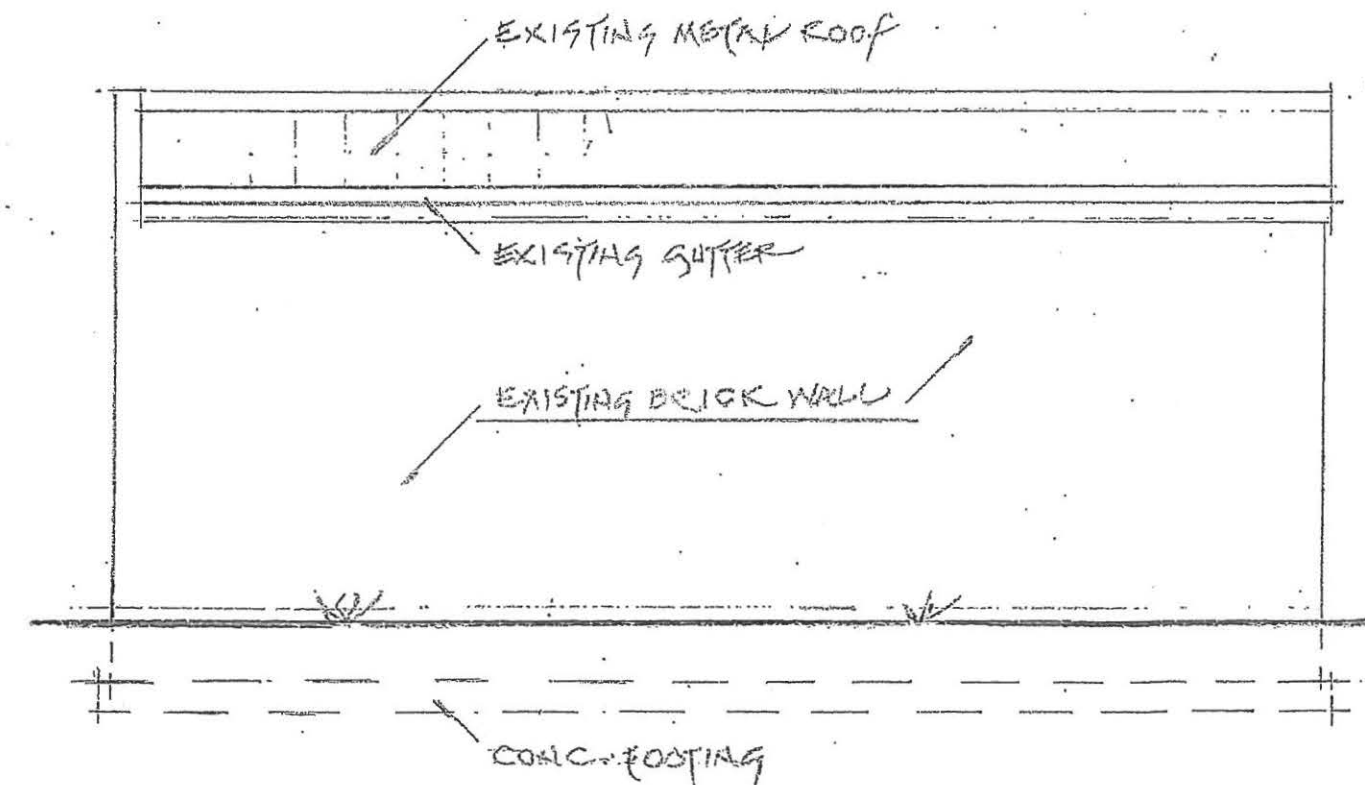 EXISTING METAL ROOF
EXISTING GUTTER
EXISTING BRICK WALL
CONC. FOOTING